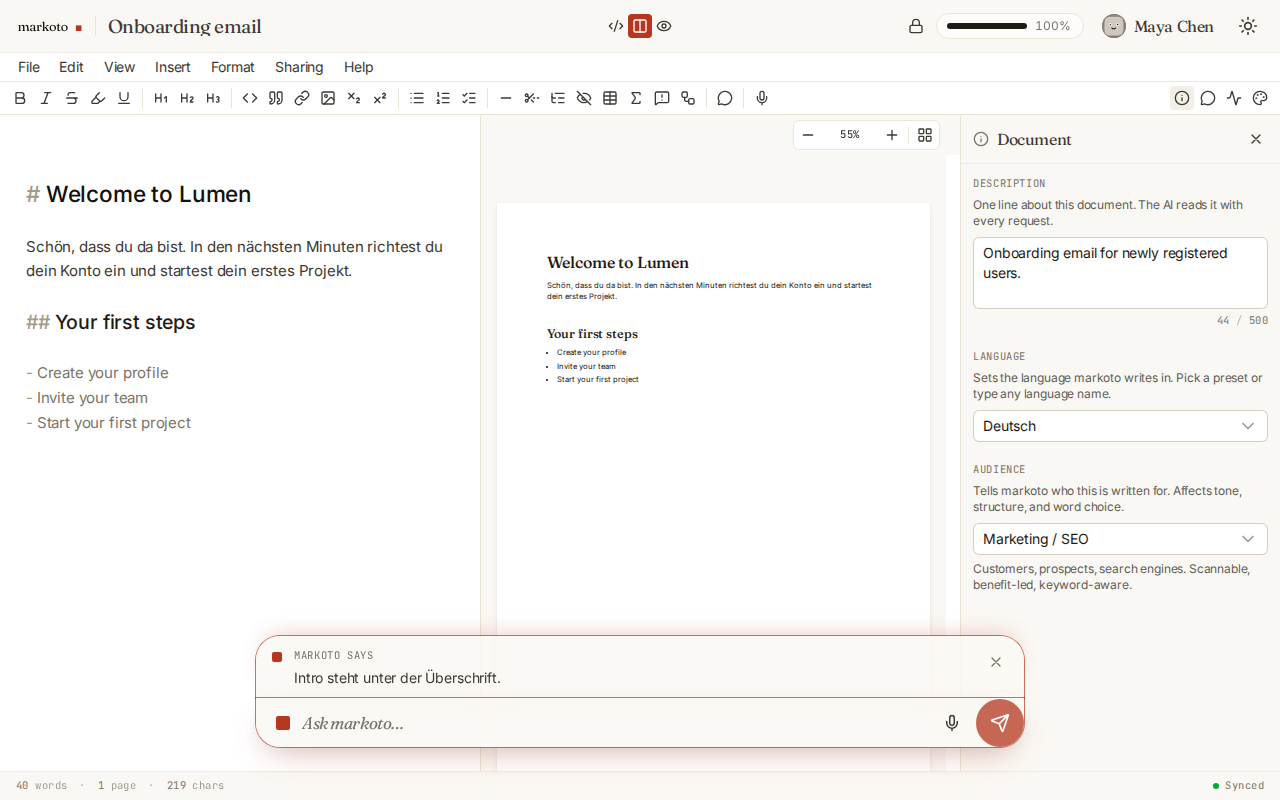 markoto
Onboarding email
100%
Maya Chen
File Edit View Insert Format Sharing Help
H1 H2 H3
X2 X2
55%
# Welcome to Lumen
Schön, dass du da bist. In den nächsten Minuten richtest du
dein Konto ein und startest dein erstes Projekt.
## Your first steps
- Create your profile
- Invite your team
- Start your first project
Welcome to Lumen
Schön, dass du da bist. In den nächsten Minuten richtest du dein Konto ein und startest
dein erstes Projekt.
Your first steps
• Create your profile
• Invite your team
• Start your first project
Document
DESCRIPTION
One line about this document. The AI reads it with
every request.
Onboarding email for newly registered
users.
44 / 500
LANGUAGE
Sets the language markoto writes in. Pick a preset or
type any language name.
Deutsch
AUDIENCE
Tells markoto who this is written for. Affects tone,
structure, and word choice.
Marketing / SEO
Customers, prospects, search engines. Scannable,
benefit-led, keyword-aware.
MARKOTO SAYS
Intro steht unter der Überschrift.
Ask markoto...
40 words · 1 page · 219 chars
Synced